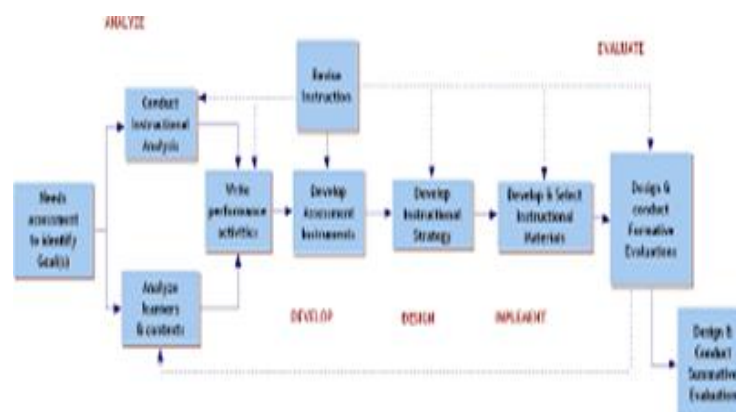 ANALYZE
EVALUATE
Revise
Instruction
Conduct
Instructional
Analysis
Needs
assessment
to identify
Goal(s)
Write
performance
activities
Develop
Assessment
Instruments
Develop
Instructional
Strategy
Develop & Select
Instructional
Materials
Design &
conduct
Formative
Evaluations
Analyze
learners
& contexts
DEVELOP
DESIGN
IMPLEMENT
Design &
Conduct
Summative
Evaluation